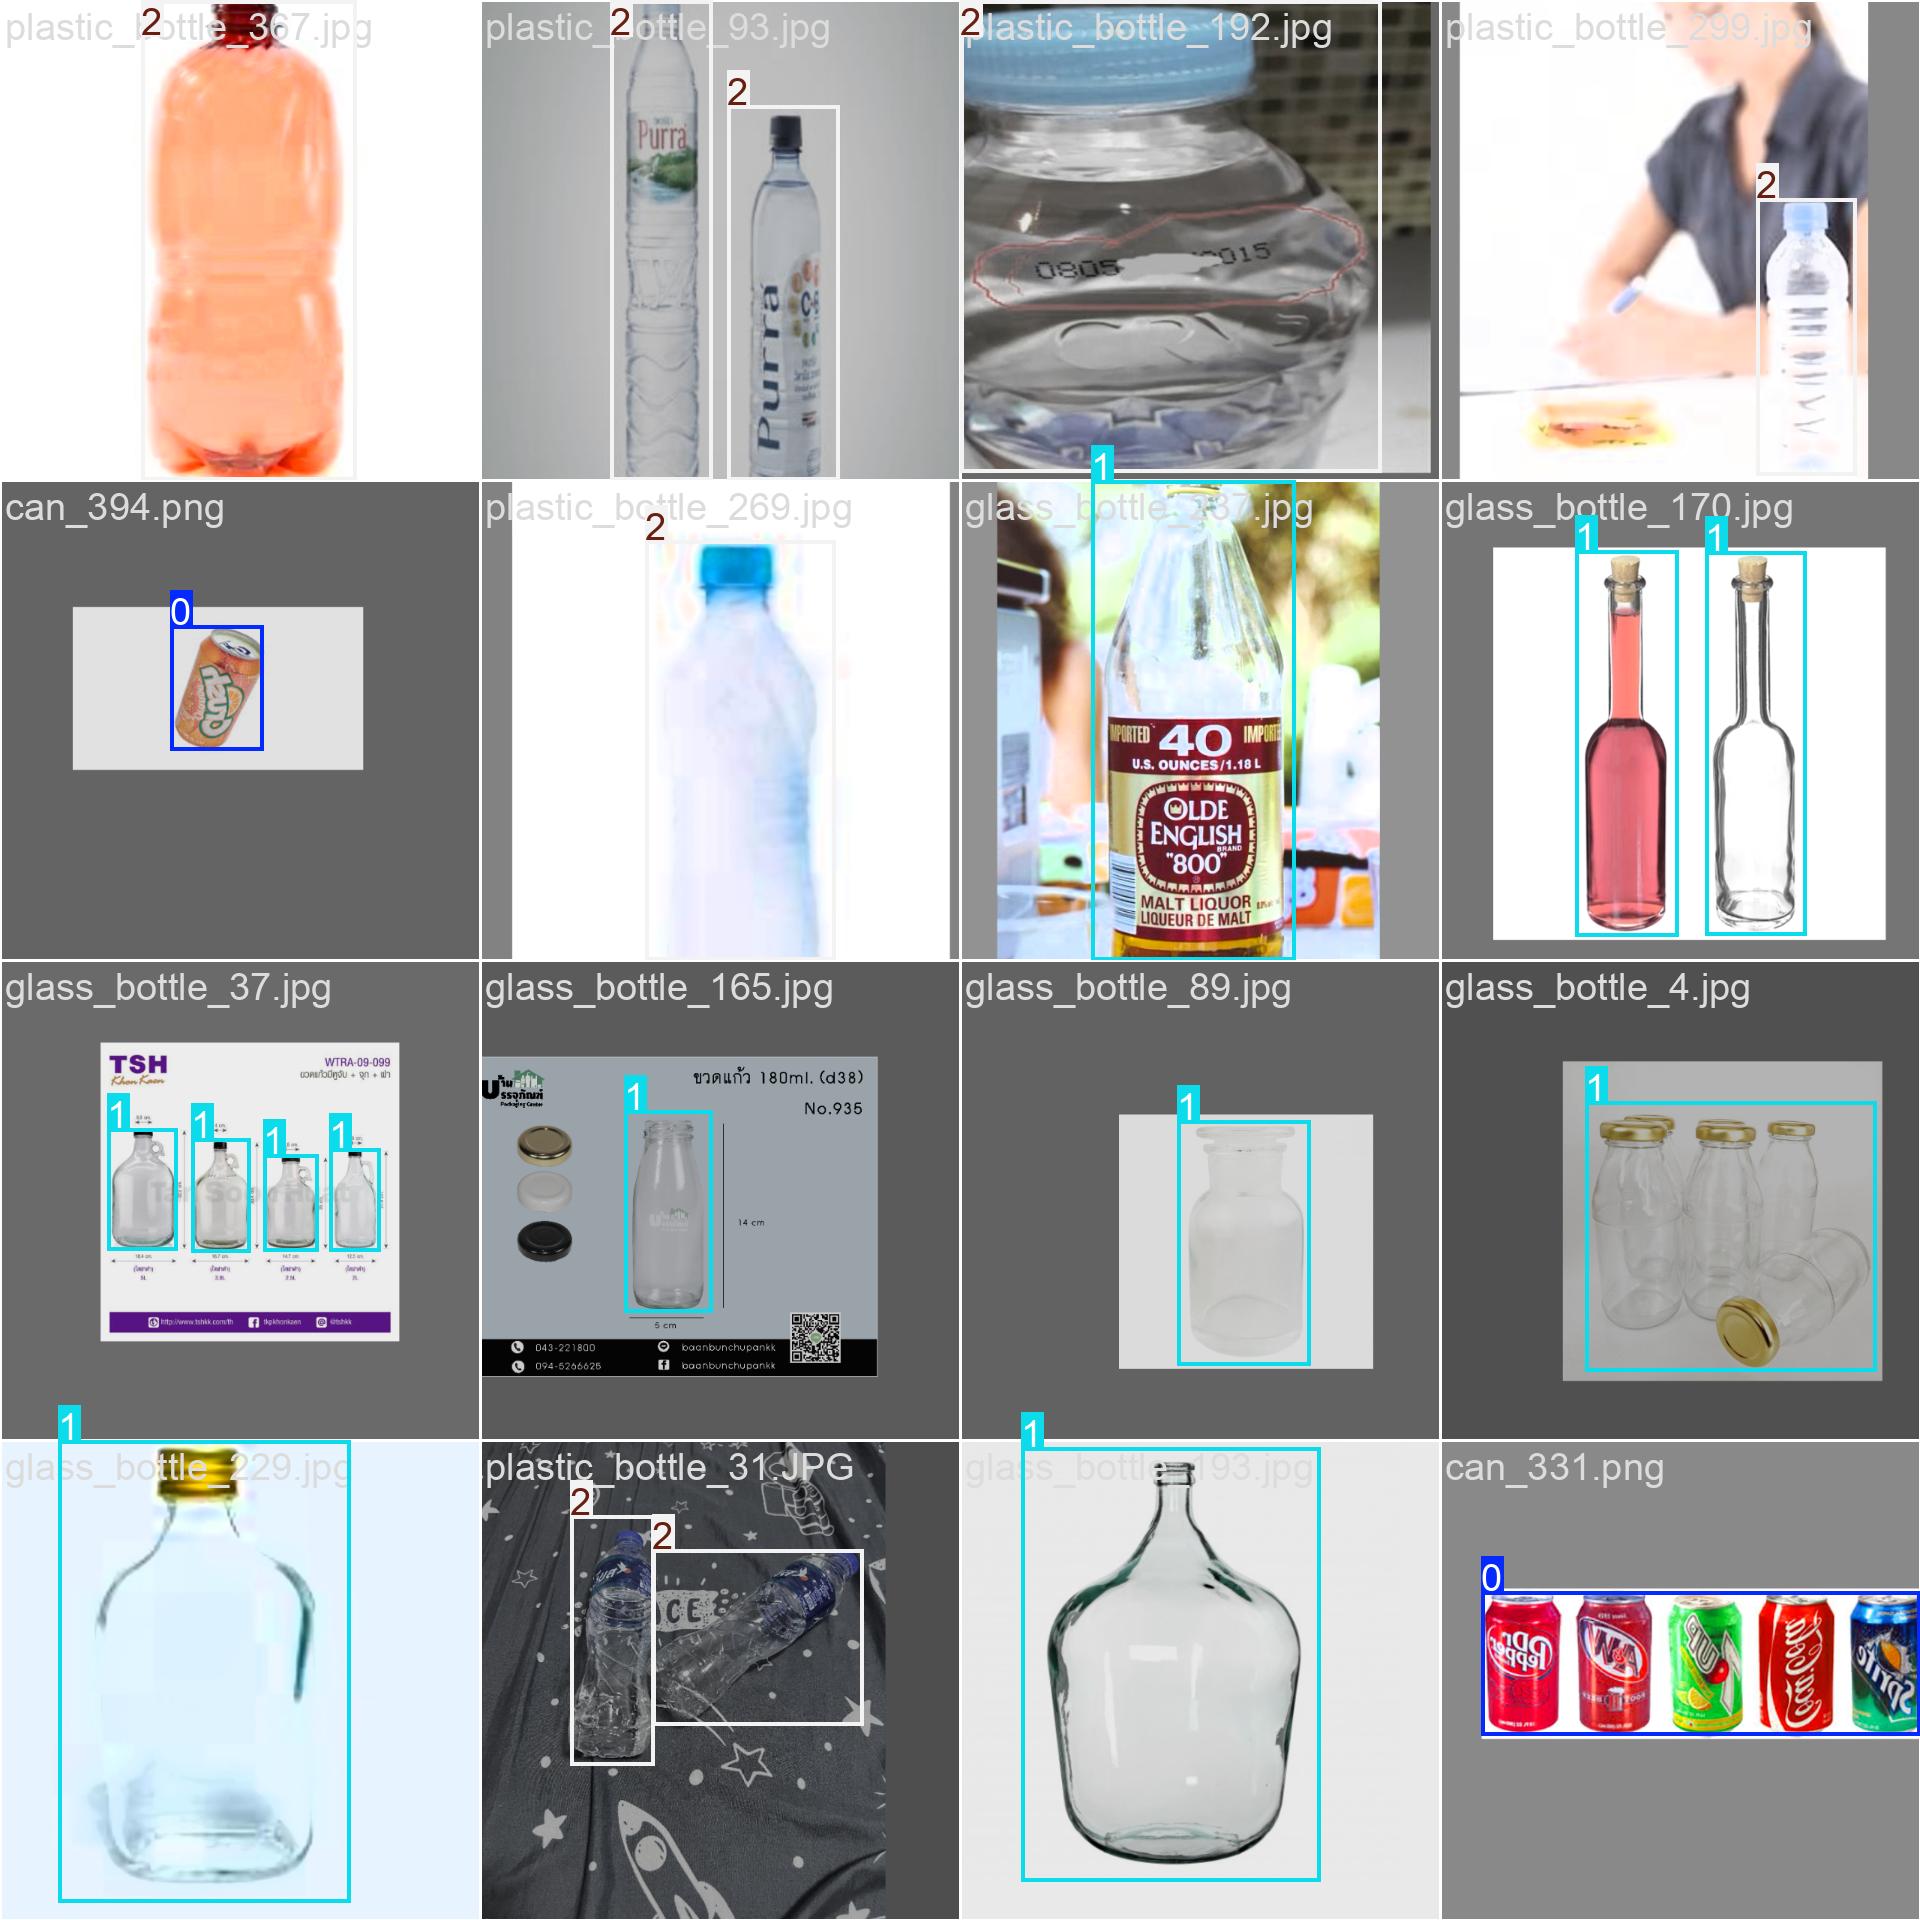 plastic_bottle_367.jpg
2
plastic_bottle_93.jpg
2
2
Purra
Purra
plastic_bottle_192.jpg
2
0805
2015
plastic_bottle_299.jpg
2
can_394.png
0
Crush
plastic_bottle_269.jpg
2
glass_bottle_237.jpg
1
IMPORTED 40
U.S. OUNCES/1.18 L
OLDE
ENGLISH
BRAND
"800"
MALT LIQUOR
LIQUEUR DE MALT
glass_bottle_170.jpg
1
1
glass_bottle_37.jpg
TSH
Khon Kaen
WTRA-09-099
ขวดแก้วมีหูจับ + จุก + ฝา
1
1
1
1
http://www.tshkk.com/th
tkpkhonkaen
@tshkk
glass_bottle_165.jpg
บ้าน
บรรจุภัณฑ์
Packaging Center
ขวดแก้ว 180ml. (d38)
No.935
1
14 cm
5 cm
043-221800
baanbunchupankk
094-5266625
baanbunchupankk
glass_bottle_89.jpg
1
glass_bottle_4.jpg
1
glass_bottle_229.jpg
1
plastic_bottle_31.JPG
2
2
glass_bottle_193.jpg
1
can_331.png
0
Dr Pepper
A&W
7UP
Coca-Cola
Sprite